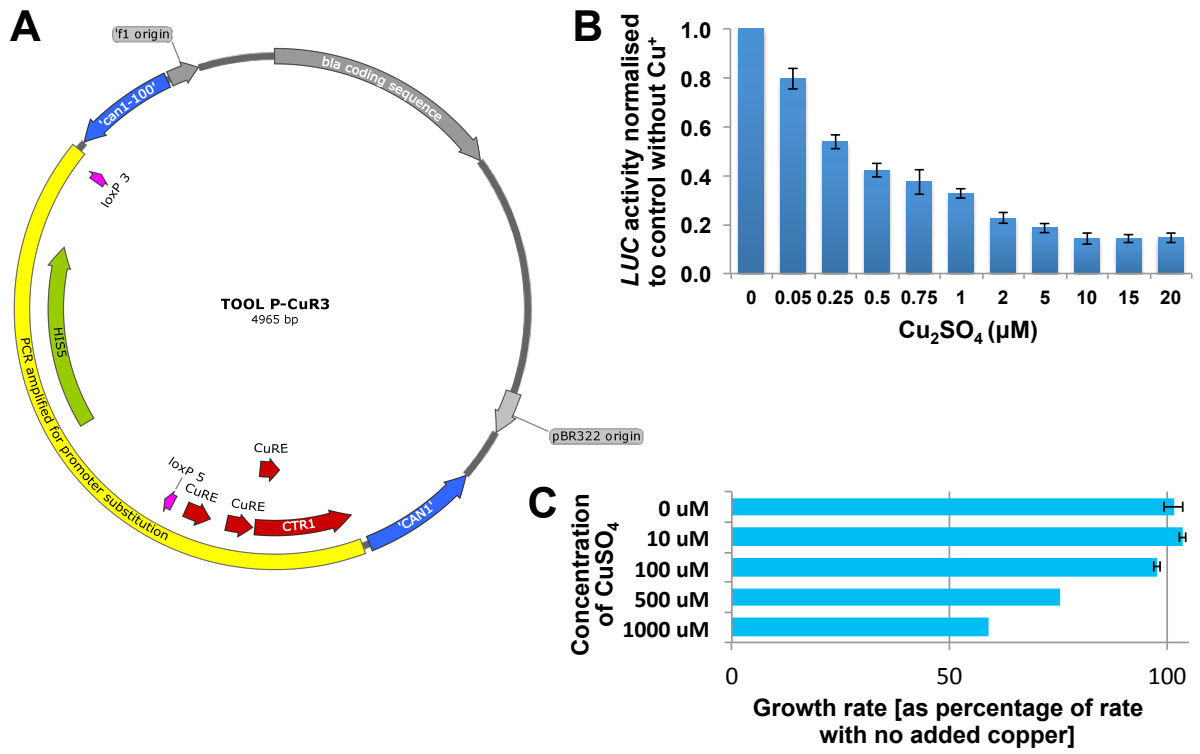 A
'f1 origin
bla coding sequence
'can1-100'
loxP 3
HIS5
TOOL P-CuR3
4965 bp
PCR amplified for promoter substitution
pBR322 origin
CuRE
loxP 5
CuRE
CuRE
CTR1
'CAN1'
B
LUC activity normalised
to control without Cu⁺
1.0
0.8
0.6
0.4
0.2
0.0
0 0.05 0.25 0.5 0.75 1 2 5 10 15 20
Cu₂SO₄ (µM)
C
Concentration
of CuSO₄
0 uM
10 uM
100 uM
500 uM
1000 uM
0 50 100
Growth rate [as percentage of rate
with no added copper]